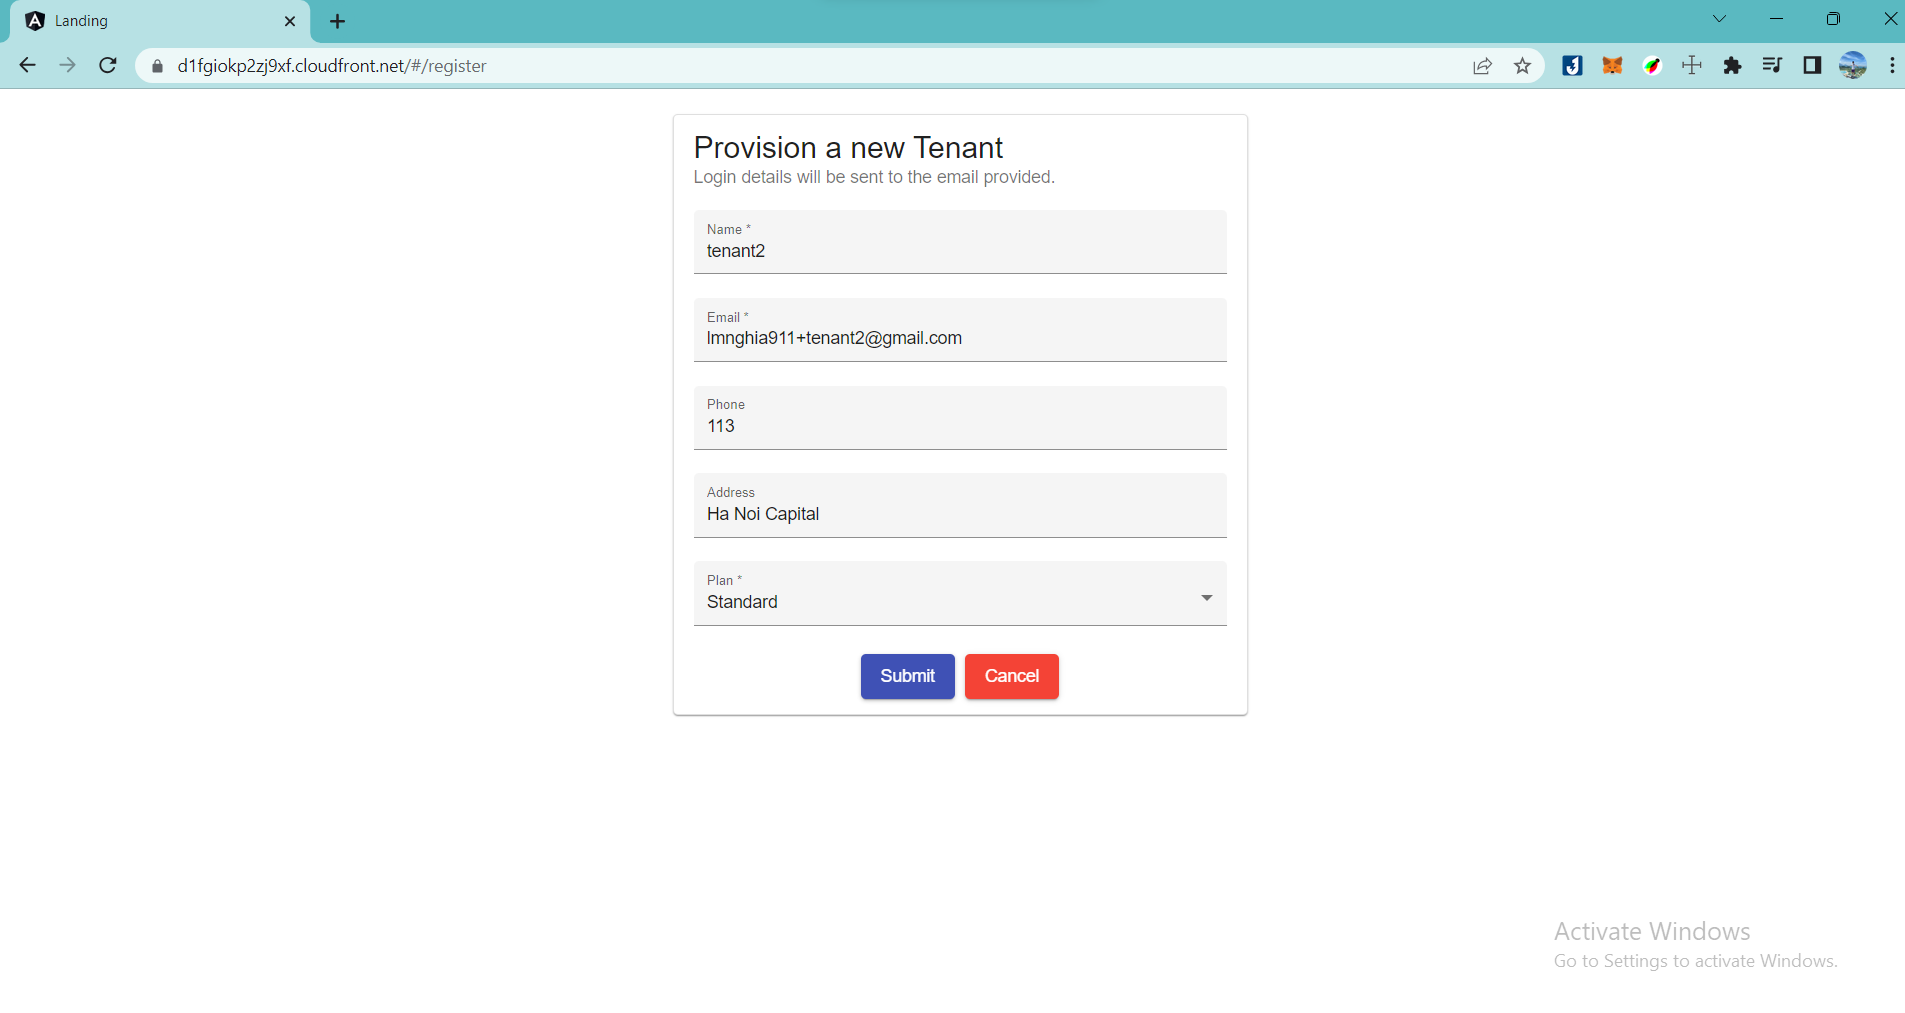 Landing
d1fgiokp2zj9xf.cloudfront.net/#/register
Provision a new Tenant
Login details will be sent to the email provided.
Name *
tenant2
Email *
lmnghia911+tenant2@gmail.com
Phone
113
Address
Ha Noi Capital
Plan *
Standard
Submit Cancel
Activate Windows
Go to Settings to activate Windows.